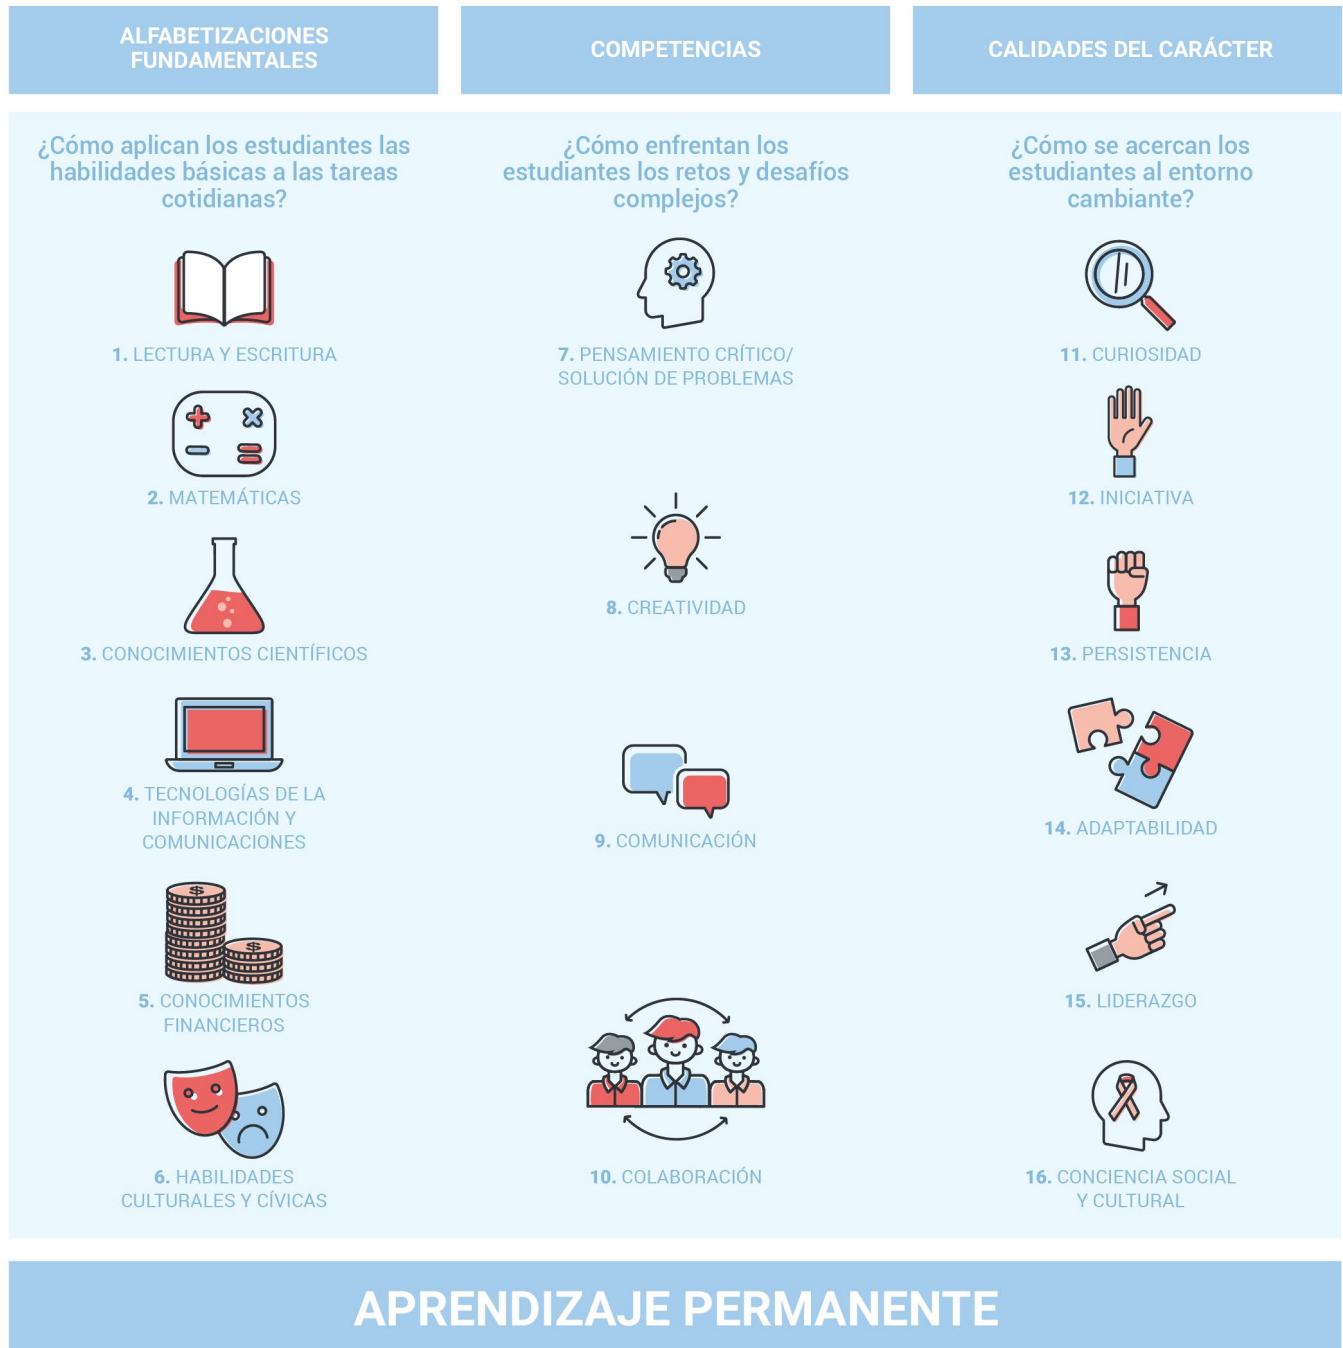 ALFABETIZACIONES
FUNDAMENTALES
COMPETENCIAS
CALIDADES DEL CARÁCTER
¿Cómo aplican los estudiantes las
habilidades básicas a las tareas
cotidianas?
1. LECTURA Y ESCRITURA
2. MATEMÁTICAS
3. CONOCIMIENTOS CIENTÍFICOS
4. TECNOLOGÍAS DE LA
INFORMACIÓN Y
COMUNICACIONES
$
$
5. CONOCIMIENTOS
FINANCIEROS
6. HABILIDADES
CULTURALES Y CÍVICAS
¿Cómo enfrentan los
estudiantes los retos y desafíos
complejos?
7. PENSAMIENTO CRÍTICO/
SOLUCIÓN DE PROBLEMAS
8. CREATIVIDAD
9. COMUNICACIÓN
10. COLABORACIÓN
¿Cómo se acercan los
estudiantes al entorno
cambiante?
11. CURIOSIDAD
12. INICIATIVA
13. PERSISTENCIA
14. ADAPTABILIDAD
15. LIDERAZGO
16. CONCIENCIA SOCIAL
Y CULTURAL
APRENDIZAJE PERMANENTE